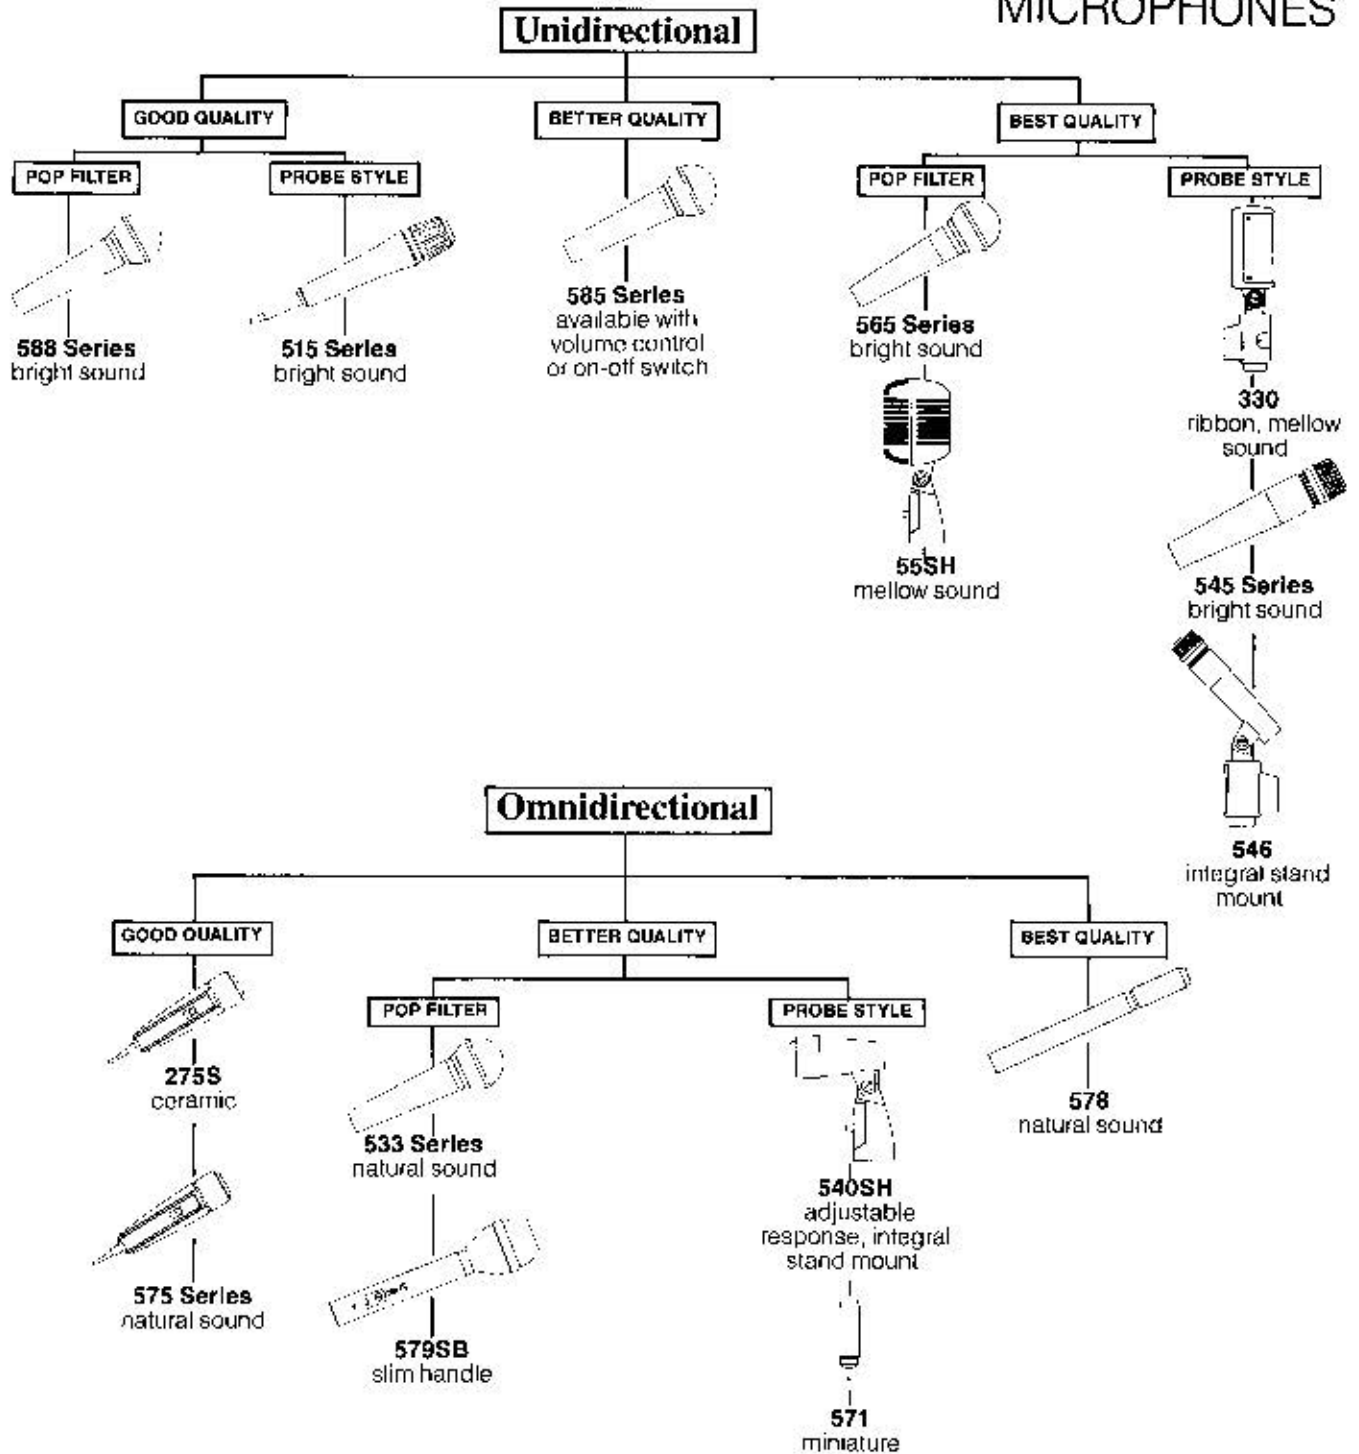 MICROPHONES
Unidirectional
GOOD QUALITY
BETTER QUALITY
BEST QUALITY
POP FILTER
PROBE STYLE
POP FILTER
PROBE STYLE
588 Series
bright sound
515 Series
bright sound
585 Series
available with
volume control
or on-off switch
565 Series
bright sound
55SH
mellow sound
330
ribbon, mellow
sound
545 Series
bright sound
546
integral stand
mount
Omnidirectional
GOOD QUALITY
BETTER QUALITY
BEST QUALITY
POP FILTER
PROBE STYLE
275S
ceramic
575 Series
natural sound
533 Series
natural sound
579SB
slim handle
540SH
adjustable
response, integral
stand mount
571
miniature
578
natural sound